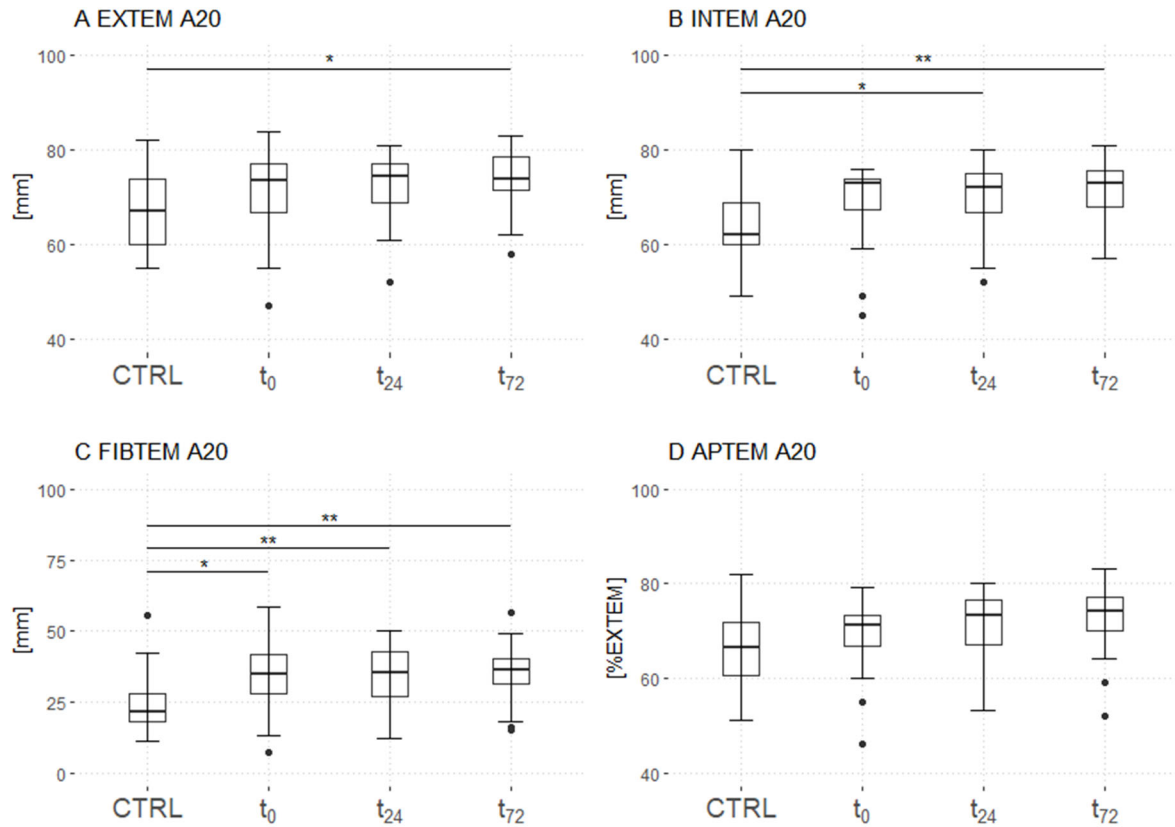 A EXTEM A20
100
80
60
40
[mm]
*
CTRL t₀ t₂₄ t₇₂
B INTEM A20
100
80
60
40
[mm]
**
*
CTRL t₀ t₂₄ t₇₂
C FIBTEM A20
100
75
50
25
0
[mm]
**
**
*
CTRL t₀ t₂₄ t₇₂
D APTEM A20
100
80
60
40
[%EXTEM]
CTRL t₀ t₂₄ t₇₂